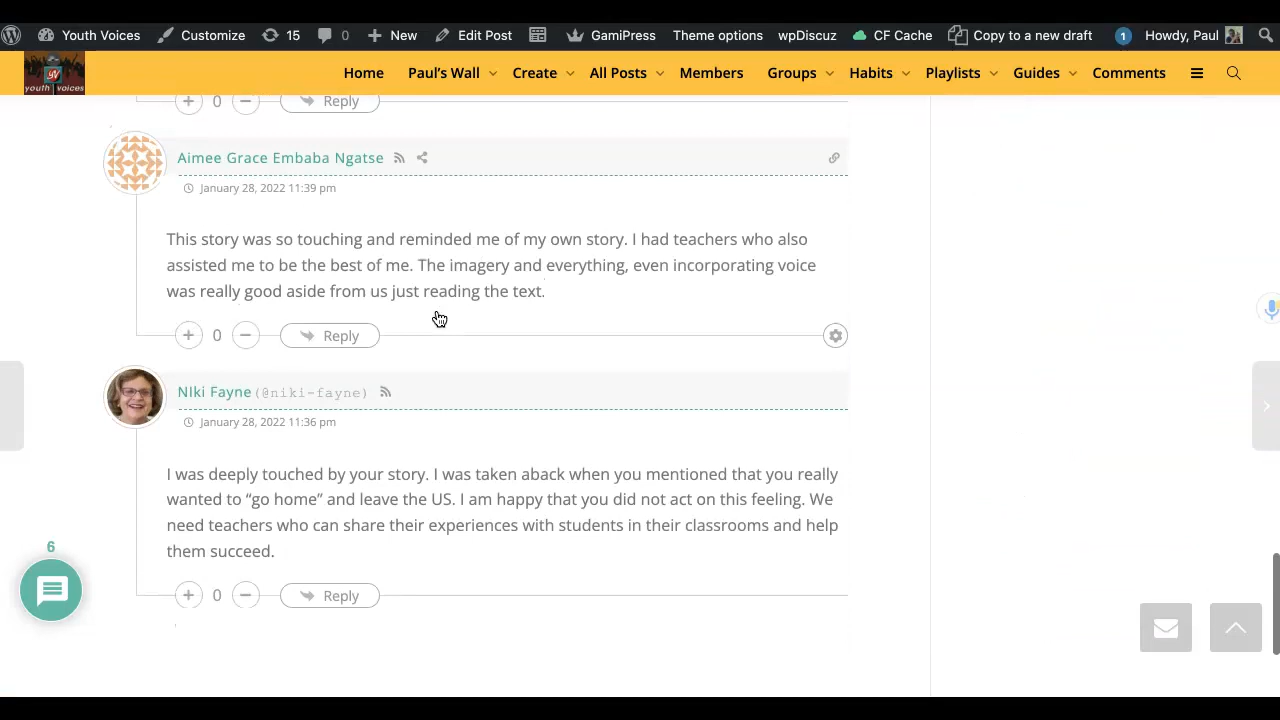 Youth Voices Customize 15 0 New Edit Post GamiPress Theme options wpDiscuz CF Cache Copy to a new draft 1 Howdy, Paul
youth voices Home Paul's Wall Create All Posts Members Groups Habits Playlists Guides Comments
0 Reply
Aimee Grace Embaba Ngatse
January 28, 2022 11:39 pm
This story was so touching and reminded me of my own story. I had teachers who also
assisted me to be the best of me. The imagery and everything, even incorporating voice
was really good aside from us just reading the text.
0 Reply
NIki Fayne (@niki-fayne)
January 28, 2022 11:36 pm
I was deeply touched by your story. I was taken aback when you mentioned that you really
wanted to “go home” and leave the US. I am happy that you did not act on this feeling. We
need teachers who can share their experiences with students in their classrooms and help
them succeed.
6
0 Reply